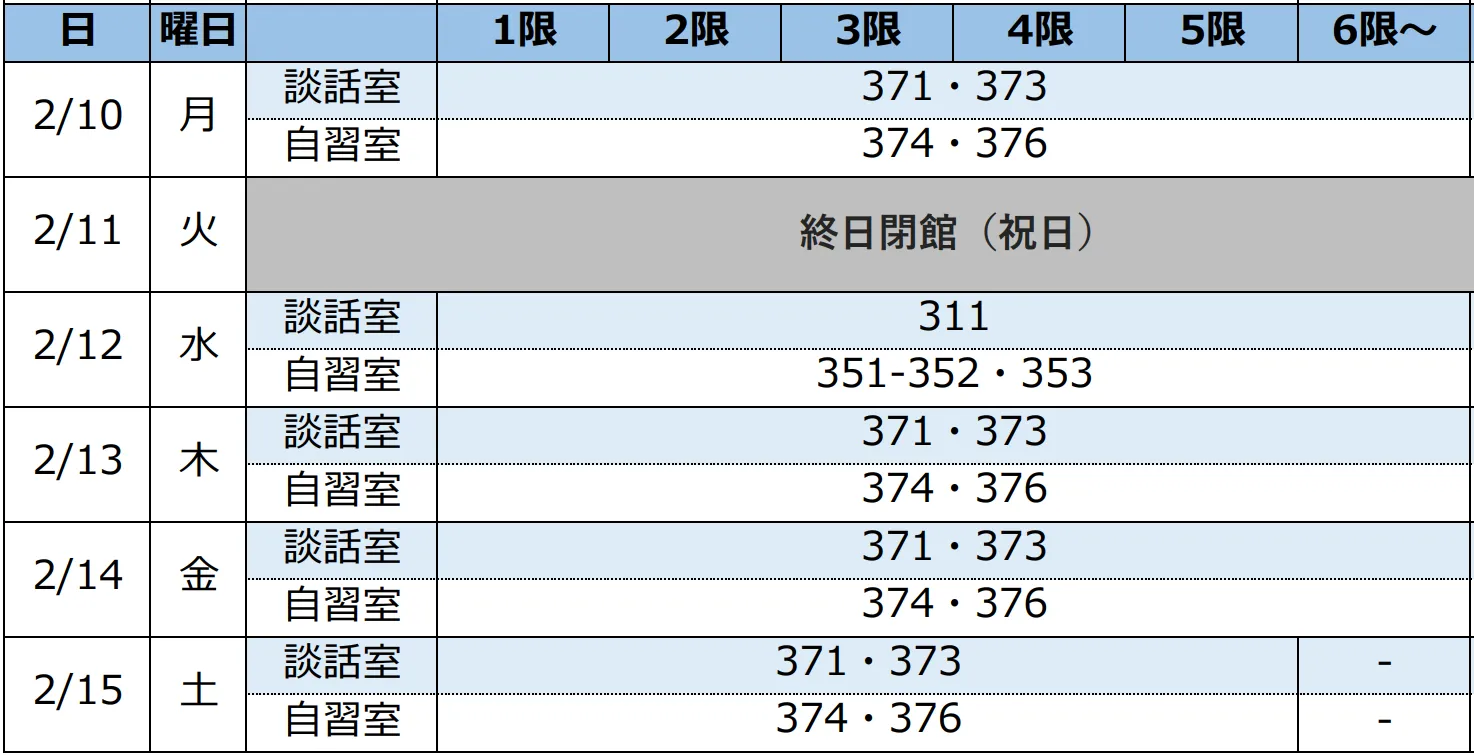 日 曜日 1限 2限 3限 4限 5限 6限～
2/10 月 談話室 371・373
自習室 374・376
2/11 火 終日閉館（祝日）
2/12 水 談話室 311
自習室 351-352・353
2/13 木 談話室 371・373
自習室 374・376
2/14 金 談話室 371・373
自習室 374・376
2/15 土 談話室 371・373 -
自習室 374・376 -